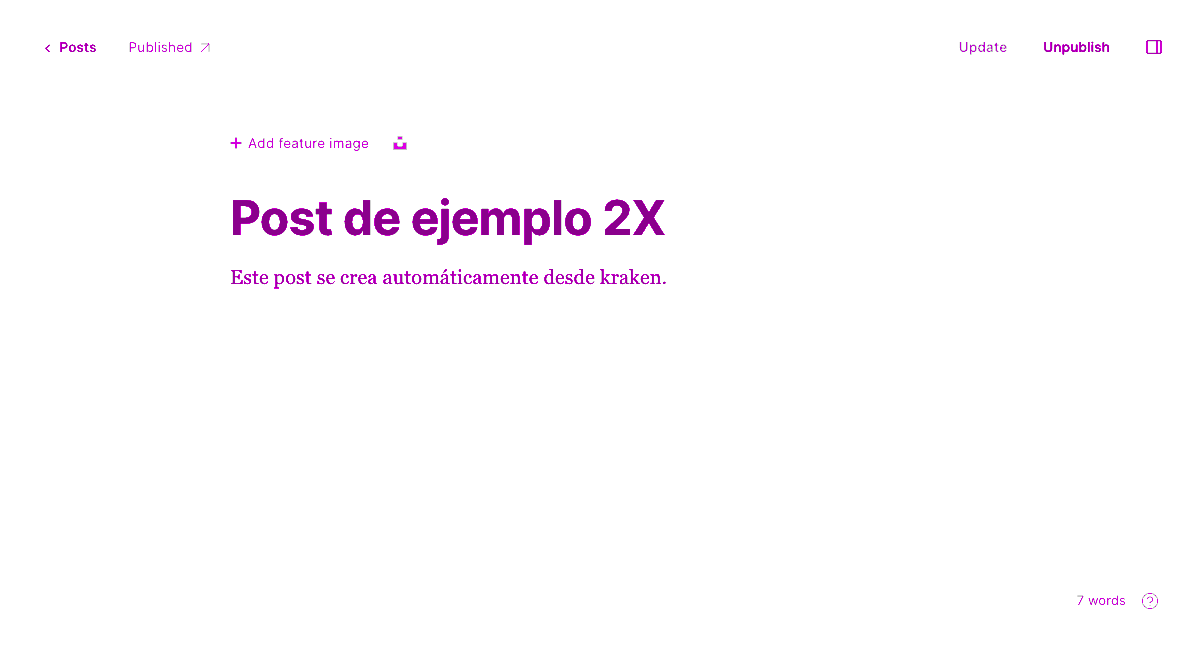 Posts Published Update Unpublish
Add feature image
Post de ejemplo 2X
Este post se crea automáticamente desde kraken.
7 words ?